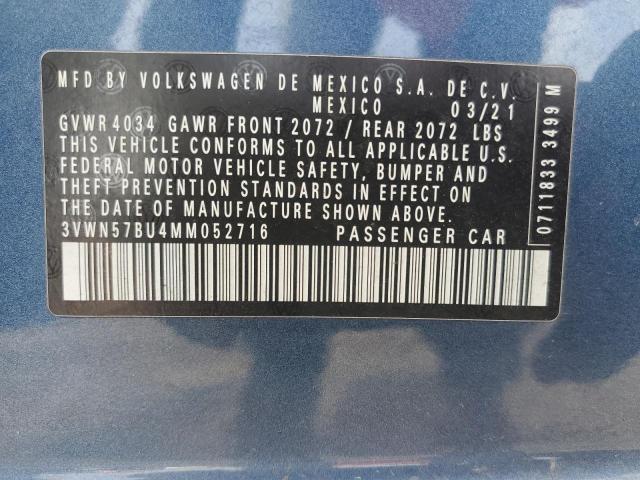 MFD BY VOLKSWAGEN DE MEXICO S.A. DE C.V.
MEXICO 03/21
GVWR 4034 GAWR FRONT 2072 / REAR 2072 LBS
THIS VEHICLE CONFORMS TO ALL APPLICABLE U.S.
FEDERAL MOTOR VEHICLE SAFETY, BUMPER AND
THEFT PREVENTION STANDARDS IN EFFECT ON
THE DATE OF MANUFACTURE SHOWN ABOVE.
3VWN57BU4MM052716 PASSENGER CAR
0711833 3499 M